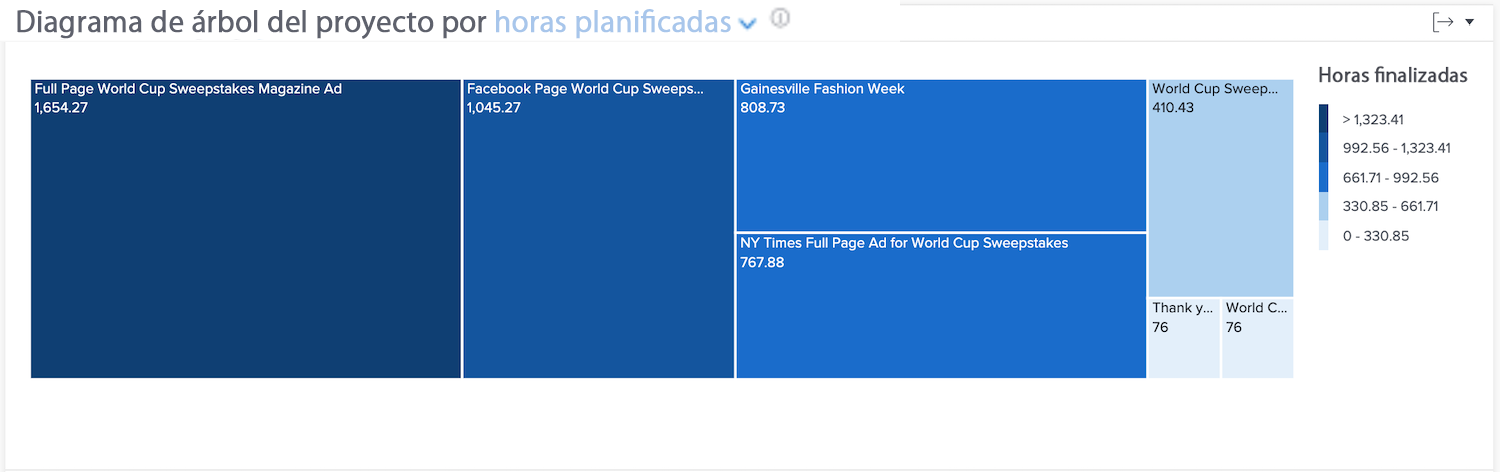 Diagrama de árbol del proyecto por horas planificadas
Full Page World Cup Sweepstakes Magazine Ad
1,654.27
Facebook Page World Cup Sweeps...
1,045.27
Gainesville Fashion Week
808.73
NY Times Full Page Ad for World Cup Sweepstakes
767.88
World Cup Sweep...
410.43
Thank y...
76
World C...
76
Horas finalizadas
> 1,323.41
992.56 - 1,323.41
661.71 - 992.56
330.85 - 661.71
0 - 330.85